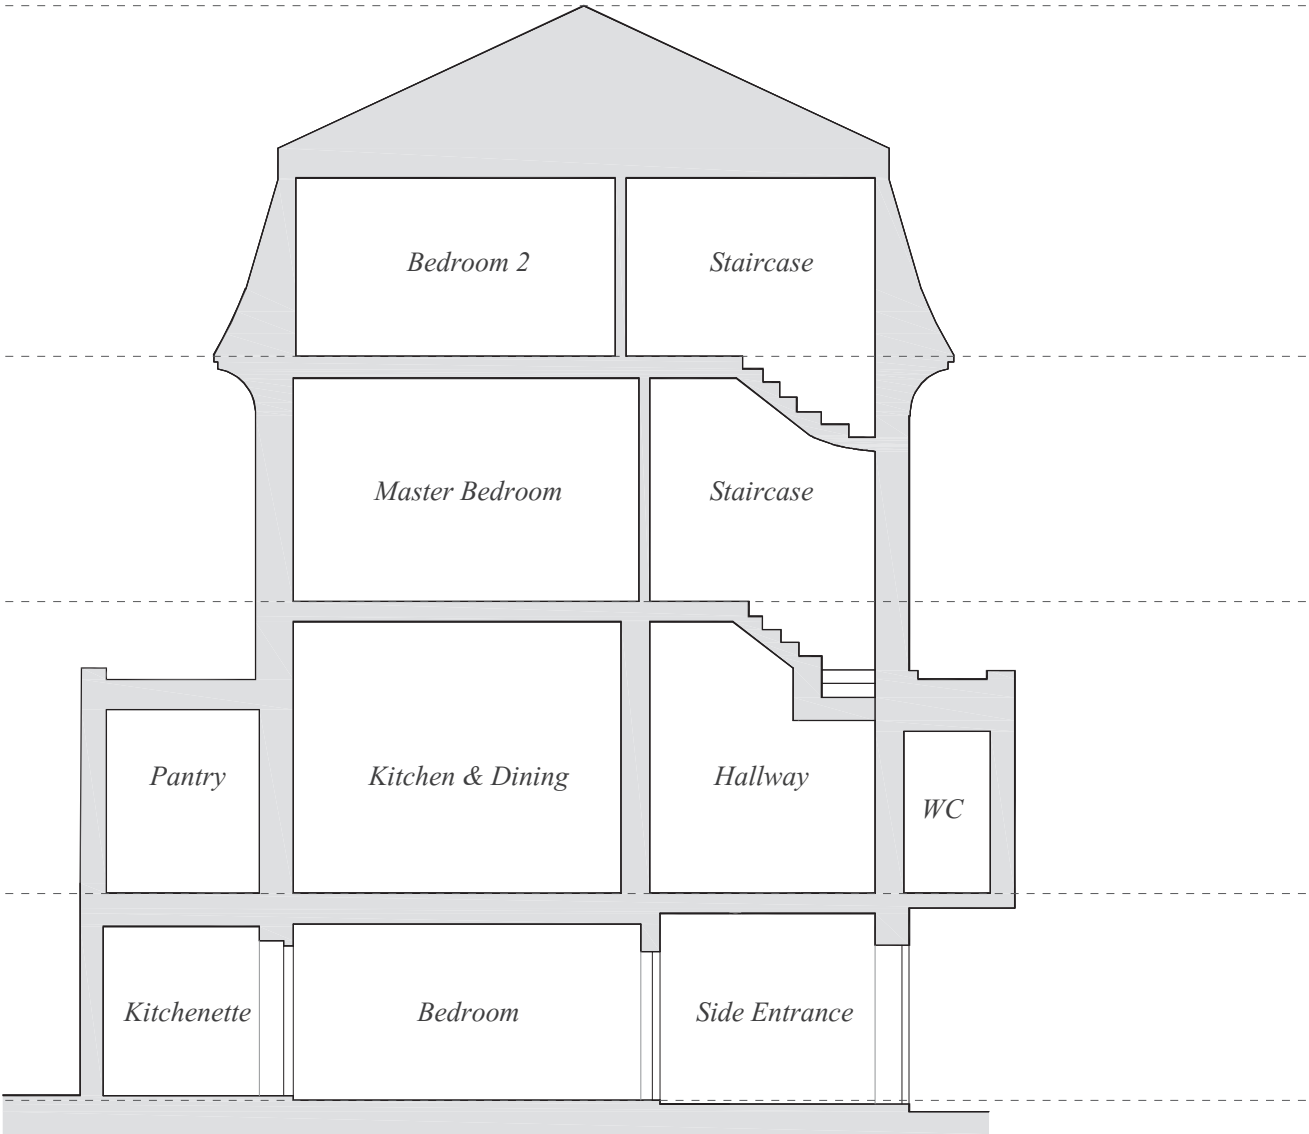 Bedroom 2
Staircase
Master Bedroom
Staircase
Pantry
Kitchen & Dining
Hallway
WC
Kitchenette
Bedroom
Side Entrance